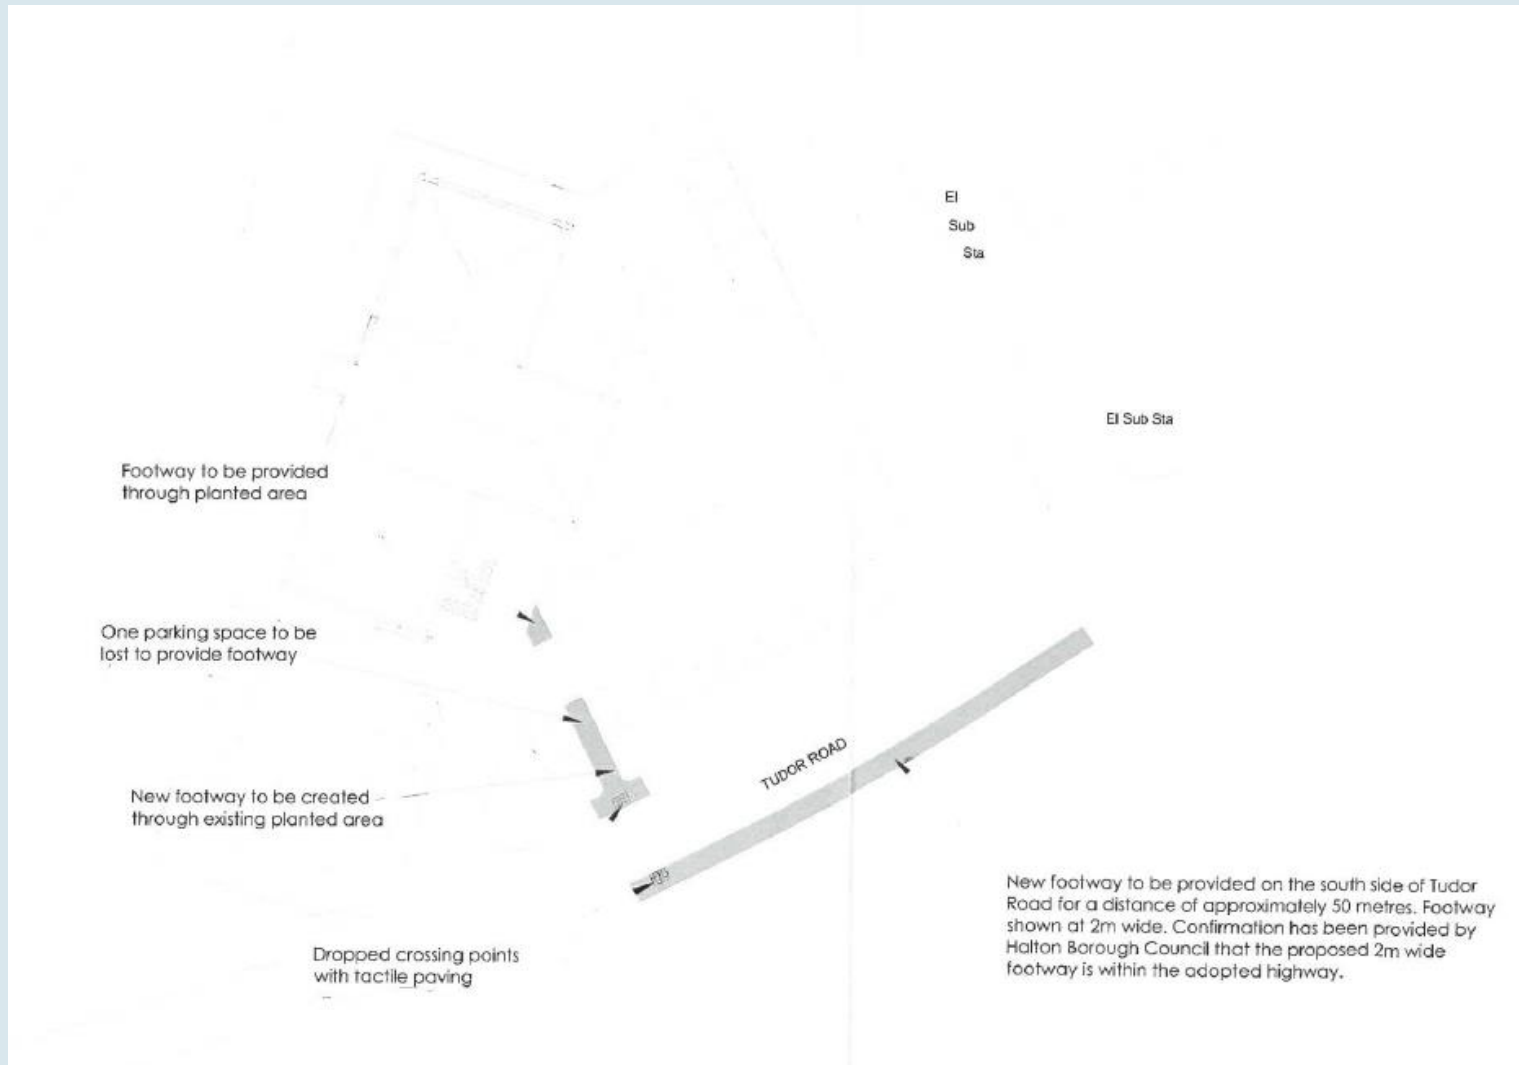 El
Sub
Sta
El Sub Sta
Footway to be provided
through planted area
One parking space to be
lost to provide footway
TUDOR ROAD
New footway to be created
through existing planted area
New footway to be provided on the south side of Tudor
Road for a distance of approximately 50 metres. Footway
shown at 2m wide. Confirmation has been provided by
Halton Borough Council that the proposed 2m wide
footway is within the adopted highway.
Dropped crossing points
with tactile paving